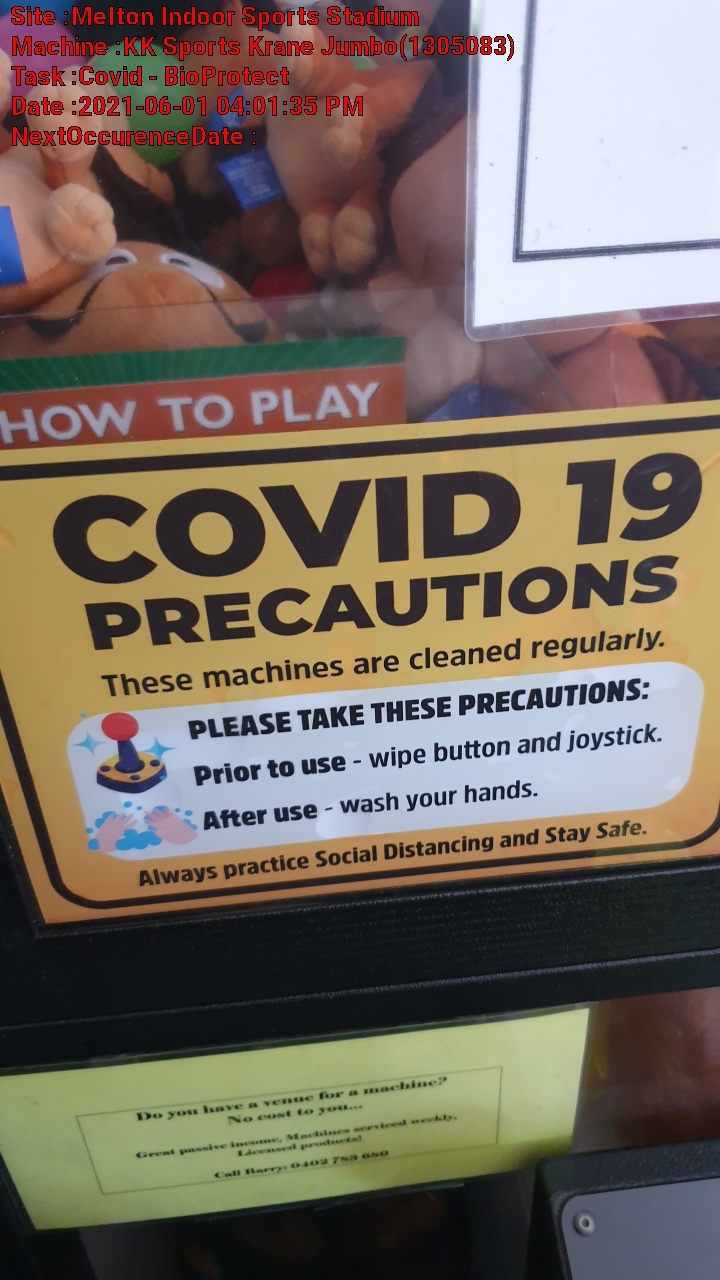 Site :Melton Indoor Sports Stadium
Machine :KK Sports Krane Jumbo(1305083)
Task :Covid - BioProtect
Date :2021-06-01 04:01:35 PM
NextOccurenceDate :
HOW TO PLAY
COVID 19
PRECAUTIONS
These machines are cleaned regularly.
PLEASE TAKE THESE PRECAUTIONS:
Prior to use - wipe button and joystick.
After use - wash your hands.
Always practice Social Distancing and Stay Safe.
Do you have a venue for a machine?
No cost to you...
Great passive income, Machines serviced weekly,
Licensed products!
Call Barry: 0402 783 080